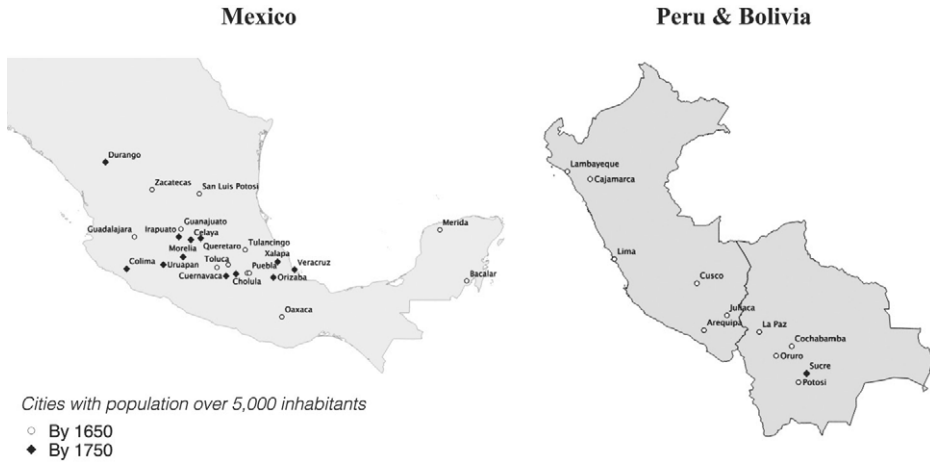 Mexico
Peru & Bolivia
Durango
Zacatecas
San Luis Potosi
Guanajuato
Guadalajara
Irapuato
Celaya
Queretaro
Tulancingo
Morelia
Xalapa
Toluca
Veracruz
Colima
Uruapan
Puebla
Cuernavaca
Cholula
Orizaba
Oaxaca
Merida
Bacalar
Lambayeque
Cajamarca
Lima
Cusco
Juliaca
Arequipa
La Paz
Cochabamba
Oruro
Sucre
Potosi
Cities with population over 5,000 inhabitants
By 1650
By 1750